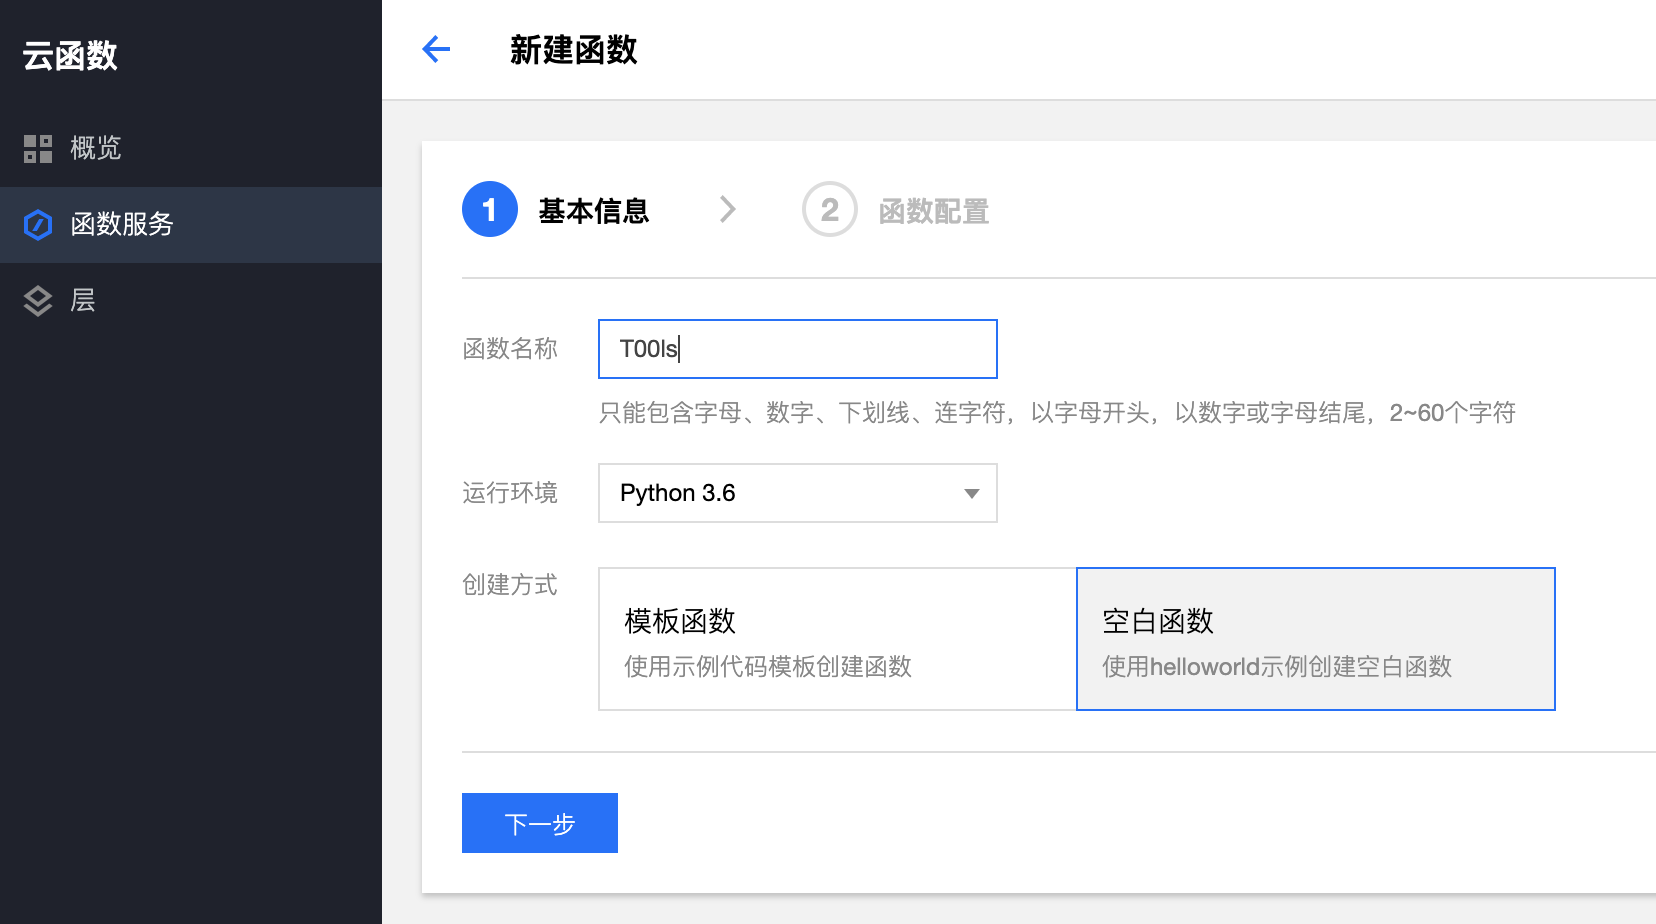 云函数
概览
函数服务
层
新建函数
1 基本信息 2 函数配置
函数名称 T00ls
只能包含字母、数字、下划线、连字符，以字母开头，以数字或字母结尾，2~60个字符
运行环境 Python 3.6
创建方式
模板函数
使用示例代码模板创建函数
空白函数
使用helloworld示例创建空白函数
下一步